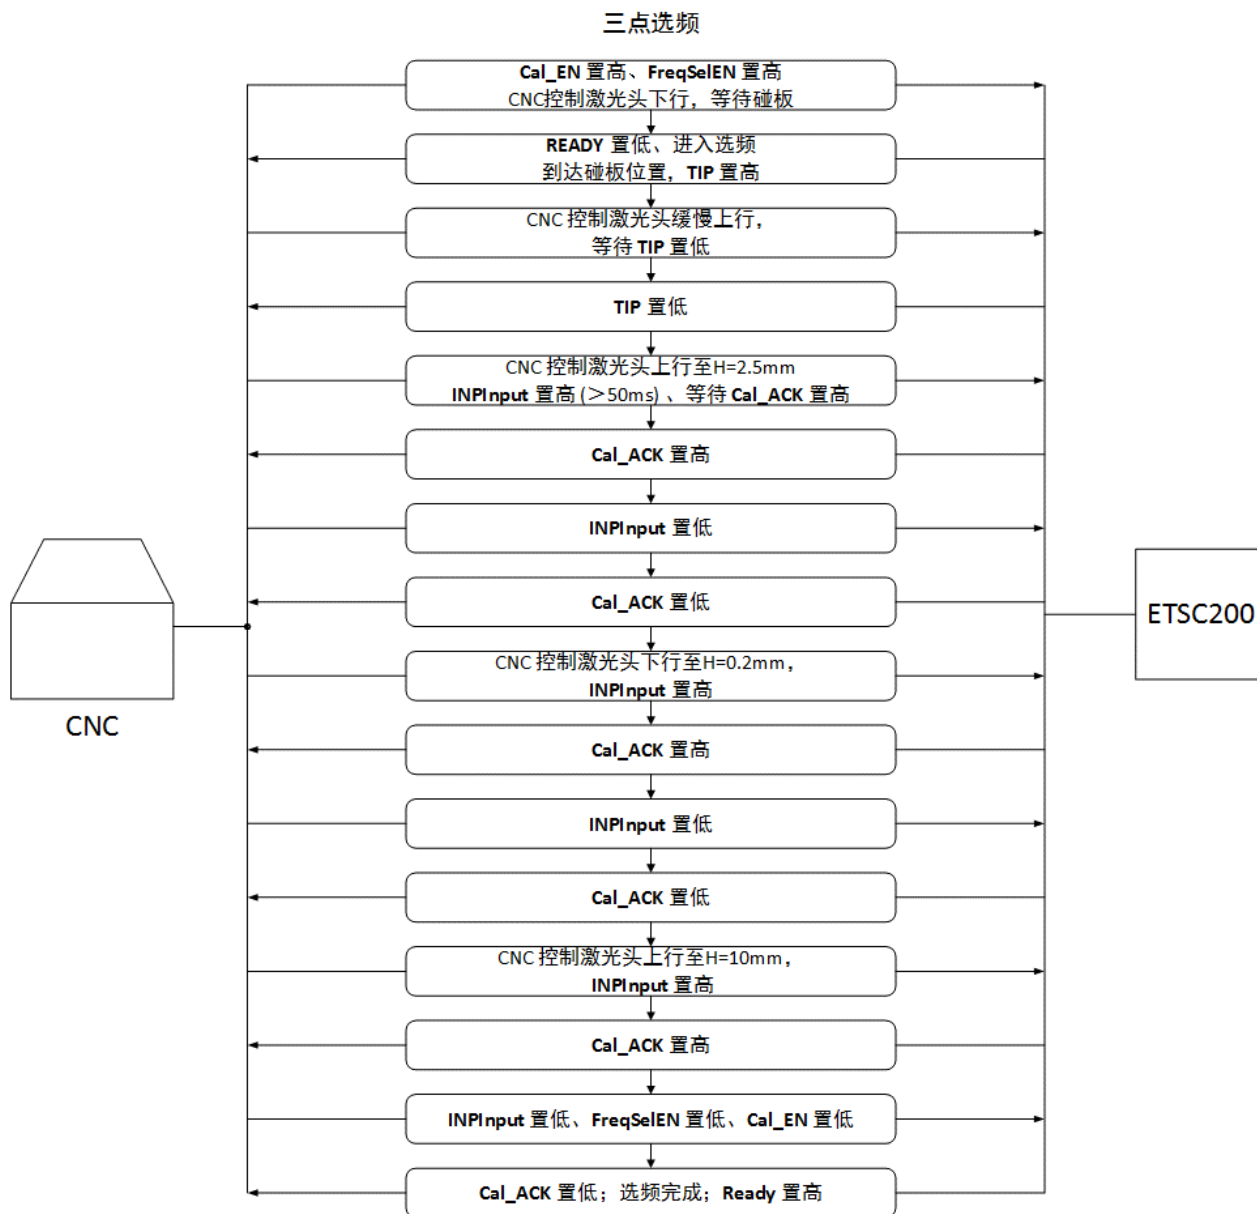 三点选频
Cal_EN 置高、FreqSelEN 置高
CNC控制激光头下行，等待碰板
READY 置低、进入选频
到达碰板位置，TIP 置高
CNC 控制激光头缓慢上行，
等待 TIP 置低
TIP 置低
CNC 控制激光头上行至H=2.5mm
INPInput 置高 (＞50ms) 、等待 Cal_ACK 置高
Cal_ACK 置高
INPInput 置低
Cal_ACK 置低
CNC 控制激光头下行至H=0.2mm，
INPInput 置高
Cal_ACK 置高
INPInput 置低
Cal_ACK 置低
CNC 控制激光头上行至H=10mm，
INPInput 置高
Cal_ACK 置高
INPInput 置低、FreqSelEN 置低、Cal_EN 置低
Cal_ACK 置低；选频完成；Ready 置高
CNC
ETSC200